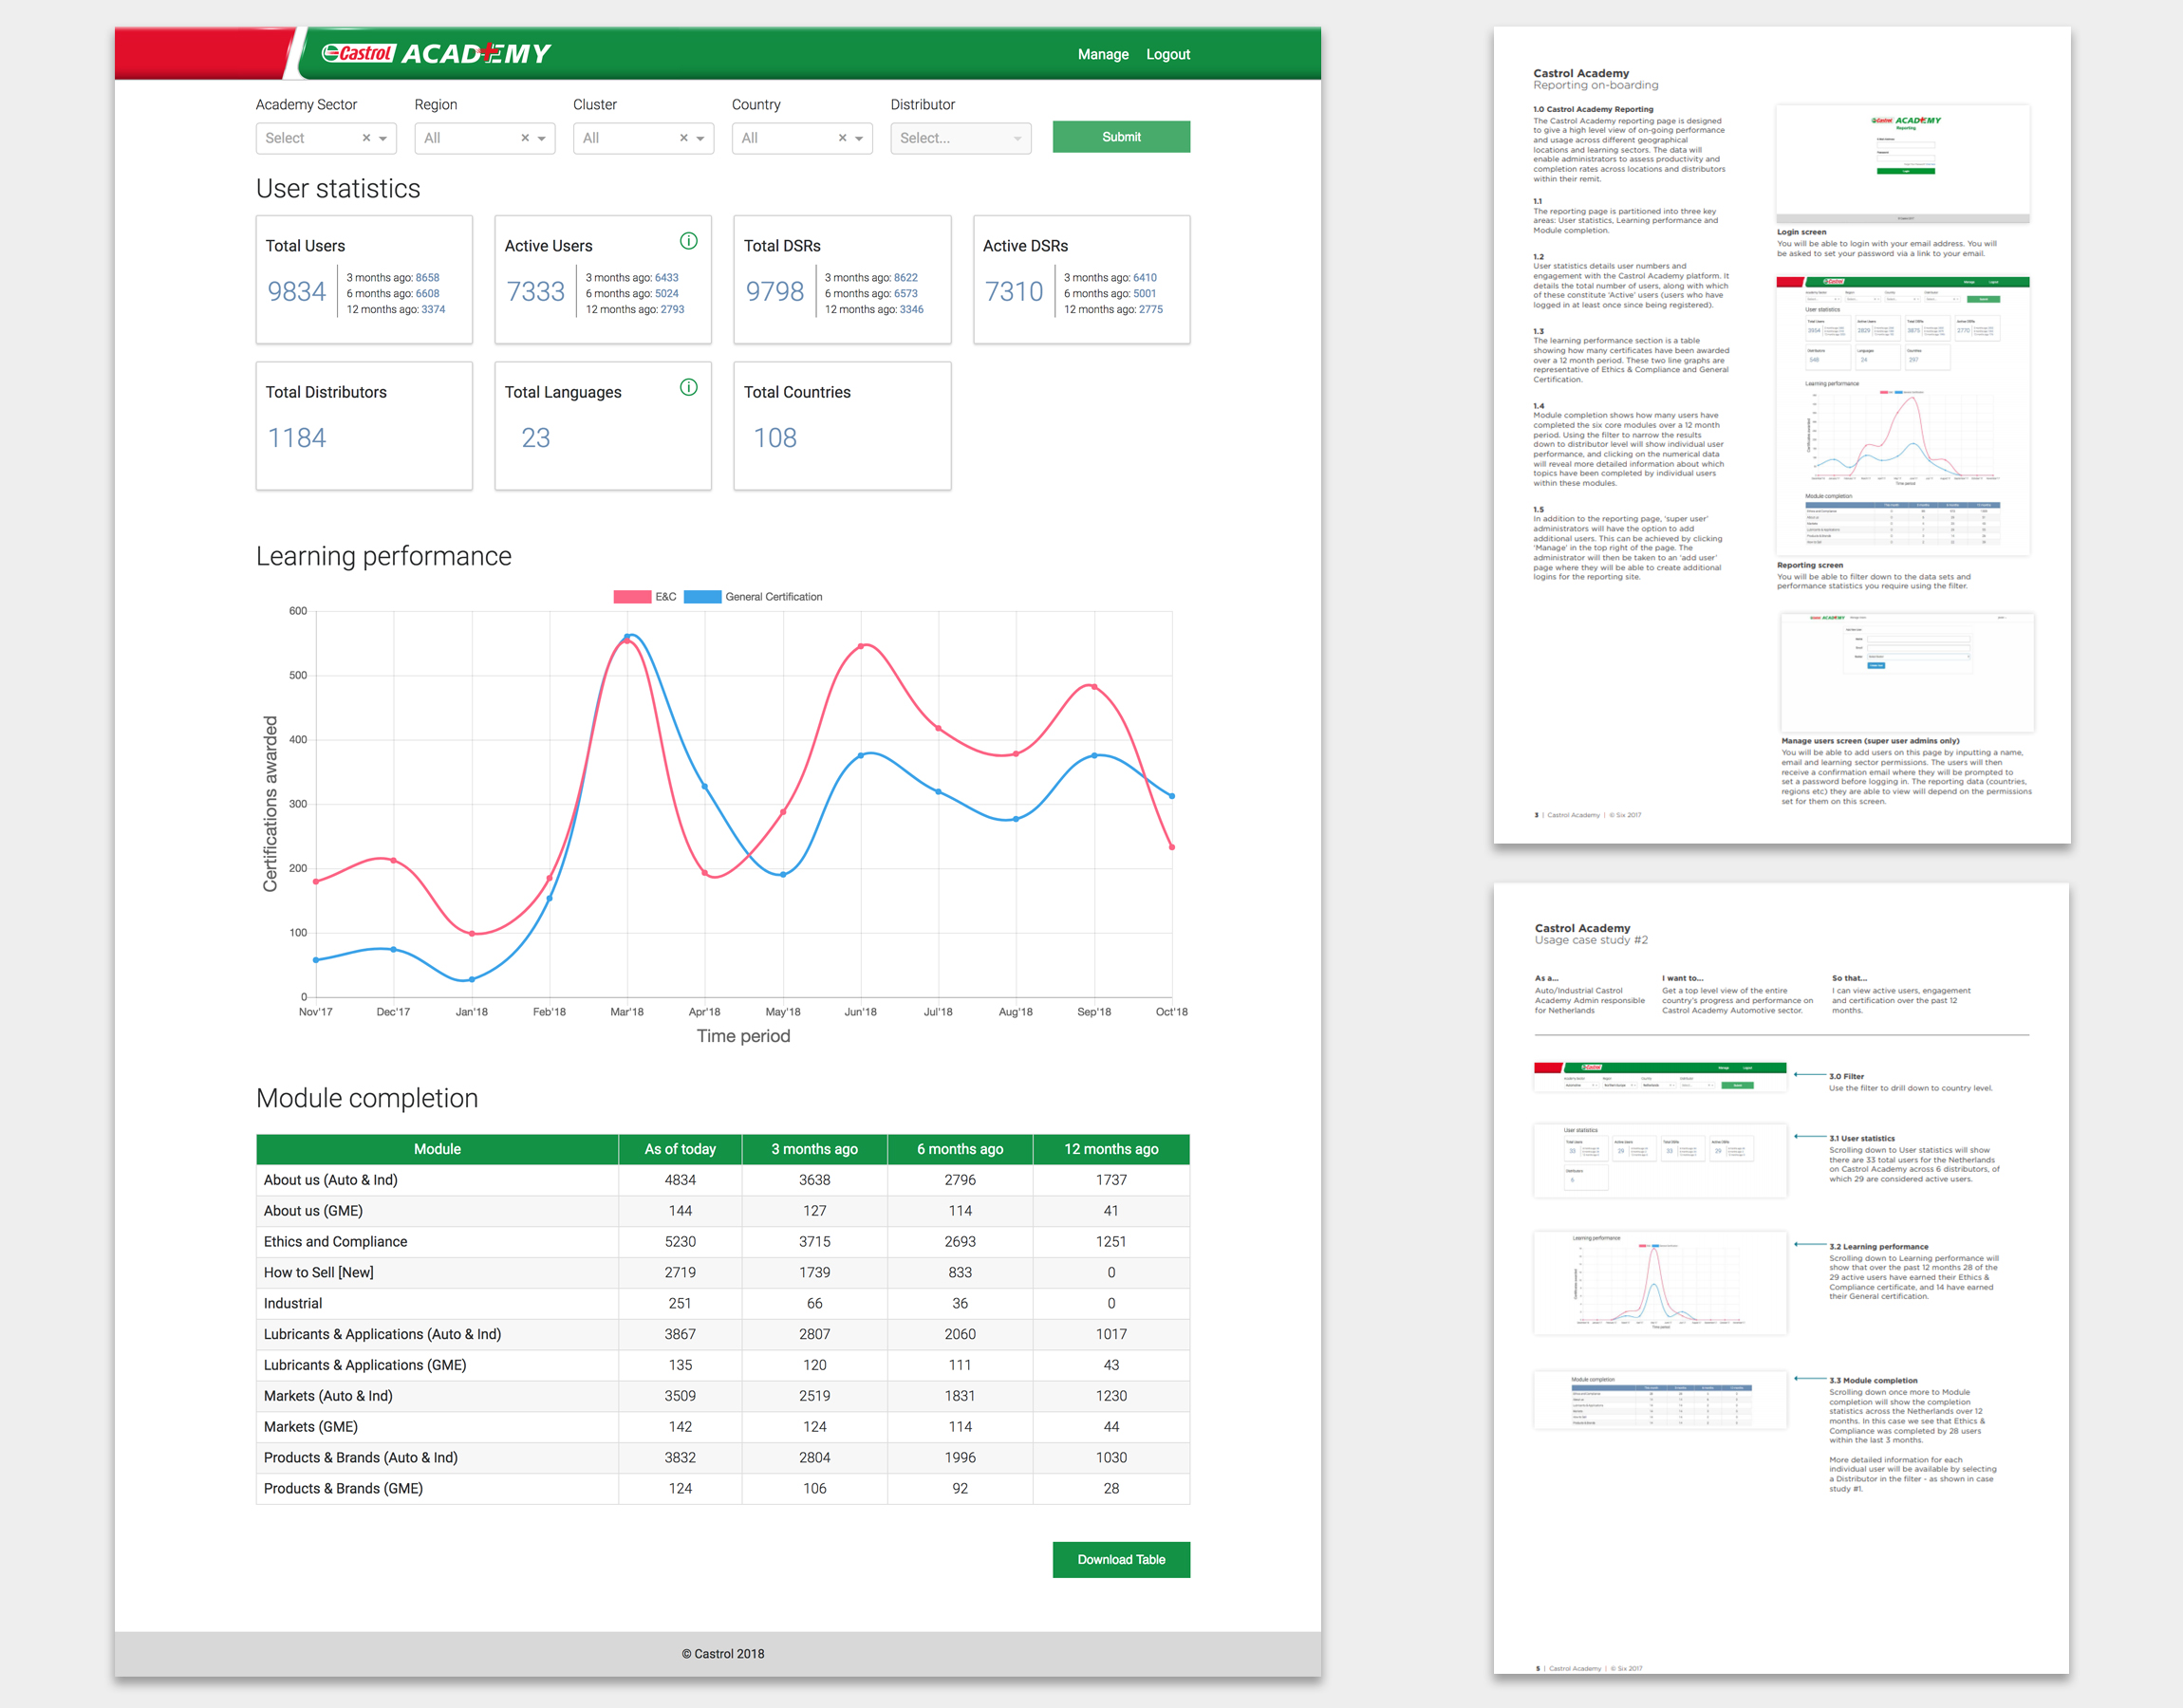 Castrol ACADEMY
Manage Logout
Academy Sector Region Cluster Country Distributor
Select All All All Select... Submit
User statistics
Total Users
9834
3 months ago: 8658
6 months ago: 6608
12 months ago: 3374
Active Users
7333
3 months ago: 6433
6 months ago: 5024
12 months ago: 2793
Total DSRs
9798
3 months ago: 8622
6 months ago: 6573
12 months ago: 3346
Active DSRs
7310
3 months ago: 6410
6 months ago: 5001
12 months ago: 2775
Total Distributors
1184
Total Languages
23
Total Countries
108
Learning performance
E&C General Certification
Certifications awarded
600
500
400
300
200
100
0
Nov'17 Dec'17 Jan'18 Feb'18 Mar'18 Apr'18 May'18 Jun'18 Jul'18 Aug'18 Sep'18 Oct'18
Time period
Module completion
Module As of today 3 months ago 6 months ago 12 months ago
About us (Auto & Ind) 4834 3638 2796 1737
About us (GME) 144 127 114 41
Ethics and Compliance 5230 3715 2693 1251
How to Sell [New] 2719 1739 833 0
Industrial 251 66 36 0
Lubricants & Applications (Auto & Ind) 3867 2807 2060 1017
Lubricants & Applications (GME) 135 120 111 43
Markets (Auto & Ind) 3509 2519 1831 1230
Markets (GME) 142 124 114 44
Products & Brands (Auto & Ind) 3832 2804 1996 1030
Products & Brands (GME) 124 106 92 28
Download Table
© Castrol 2018
Castrol Academy
Reporting on-boarding
1.0 Castrol Academy Reporting
The Castrol Academy reporting page is designed
to give a high level view of on-going performance
and usage across different geographical
locations and learning sectors. The data will
enable administrators to assess productivity and
completion rates across locations and distributors
within their remit.
1.1
The reporting page is partitioned into three key
areas: User statistics, Learning performance and
Module completion.
1.2
User statistics details user numbers and
engagement with the Castrol Academy platform. It
details the total number of users, along with which
of these constitute 'Active' users (users who have
logged in at least once since being registered).
1.3
The learning performance section is a table
showing how many certificates have been awarded
over a 12 month period. These two line graphs are
representative of Ethics & Compliance and General
Certification.
1.4
Module completion shows how many users have
completed the six core modules over a 12 month
period. Using the filter to narrow the results
down to distributor level will show individual user
performance, and clicking on the numerical data
will reveal more detailed information about which
topics have been completed by individual users
within these modules.
1.5
In addition to the reporting page, 'super user'
administrators will have the option to add
additional users. This can be achieved by clicking
'Manage' in the top right of the page. The
administrator will then be taken to an 'add user'
page where they will be able to create additional
logins for the reporting site.
Castrol ACADEMY
Reporting
Login screen
You will be able to login with your email address. You will
be asked to set your password via a link to your email.
Castrol
User statistics
Learning performance
Time period
Module completion
Reporting screen
You will be able to filter down to the data sets and
performance statistics you require using the filter.
ACADEMY
Manage users screen (super user admins only)
You will be able to add users on this page by inputting a name,
email and learning sector permissions. The users will then
receive a confirmation email where they will be prompted to
set a password before logging in. The reporting data (countries,
regions etc) they are able to view will depend on the permissions
set for them on this screen.
3 | Castrol Academy | © Six 2017
Castrol Academy
Usage case study #2
As a...
Auto/Industrial Castrol
Academy Admin responsible
for Netherlands
I want to...
Get a top level view of the entire
country's progress and performance on
Castrol Academy Automotive sector.
So that...
I can view active users, engagement
and certification over the past 12
months.
Castrol
3.0 Filter
Use the filter to drill down to country level.
User statistics
33 29 33 29
6
3.1 User statistics
Scrolling down to User statistics will show
there are 33 total users for the Netherlands
on Castrol Academy across 6 distributors, of
which 29 are considered active users.
Learning performance
3.2 Learning performance
Scrolling down to Learning performance will
show that over the past 12 months 28 of the
29 active users have earned their Ethics &
Compliance certificate, and 14 have earned
their General certification.
Module completion
3.3 Module completion
Scrolling down once more to Module
completion will show the completion
statistics across the Netherlands over 12
months. In this case we see that Ethics &
Compliance was completed by 28 users
within the last 3 months.
More detailed information for each
individual user will be available by selecting
a Distributor in the filter - as shown in case
study #1.
5 | Castrol Academy | © Six 2017